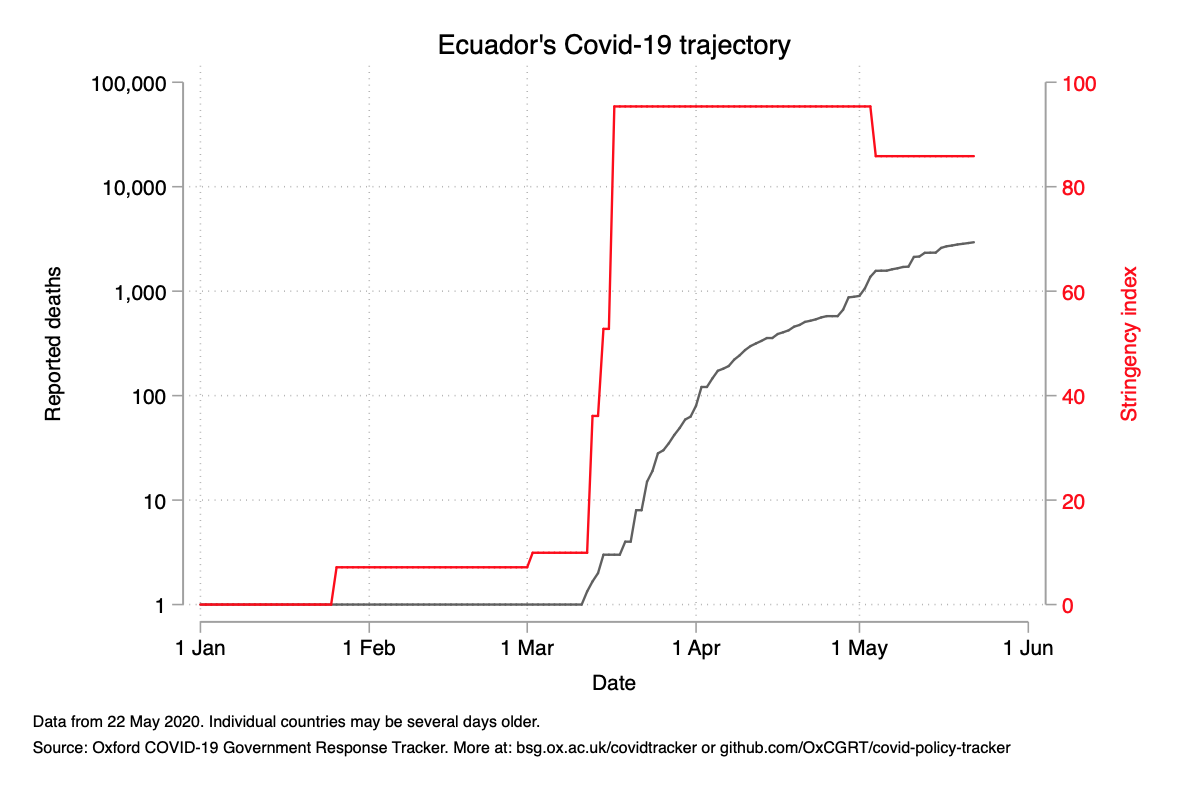 Ecuador's Covid-19 trajectory
100,000
10,000
1,000
100
10
1
Reported deaths
100
80
60
40
20
0
Stringency index
1 Jan
1 Feb
1 Mar
1 Apr
1 May
1 Jun
Date
Data from 22 May 2020. Individual countries may be several days older.
Source: Oxford COVID-19 Government Response Tracker. More at: bsg.ox.ac.uk/covidtracker or github.com/OxCGRT/covid-policy-tracker